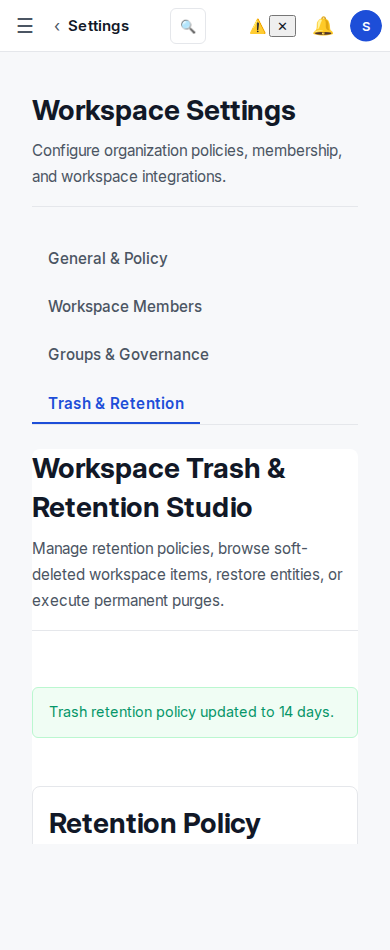 Settings
S
Workspace Settings
Configure organization policies, membership,
and workspace integrations.
General & Policy
Workspace Members
Groups & Governance
Trash & Retention
Workspace Trash &
Retention Studio
Manage retention policies, browse soft-
deleted workspace items, restore entities, or
execute permanent purges.
Trash retention policy updated to 14 days.
Retention Policy